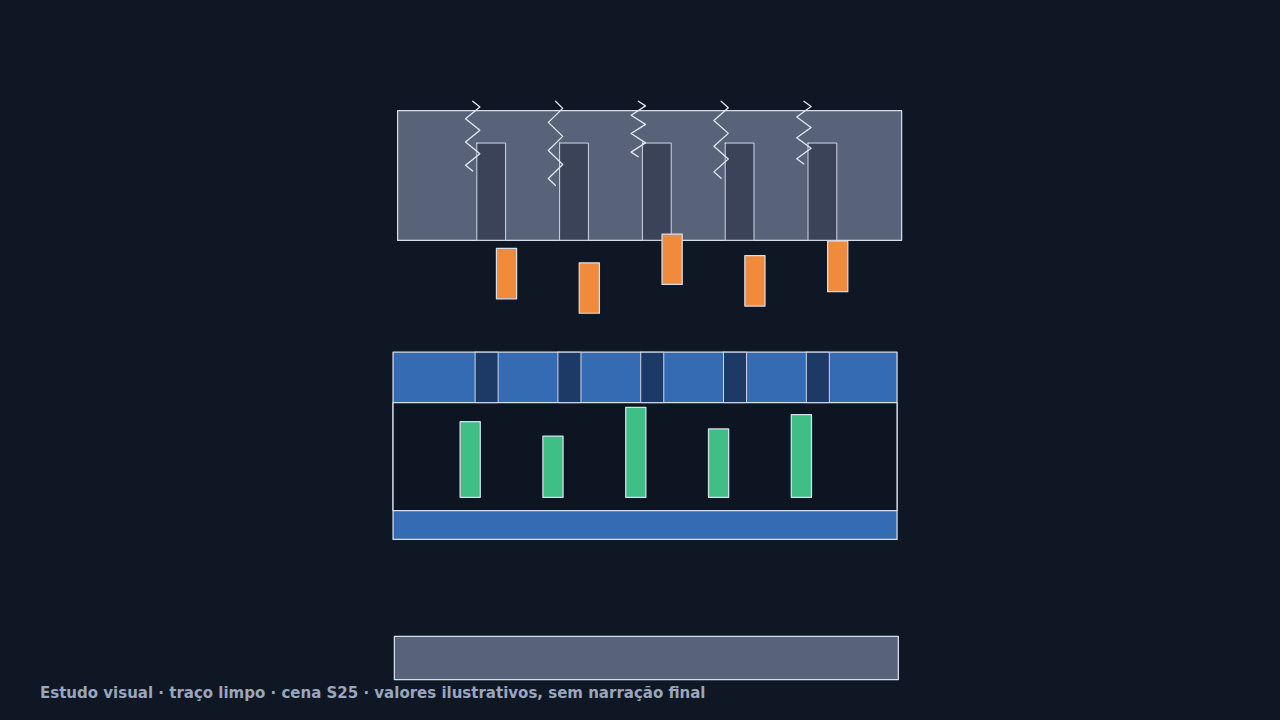 Estudo visual · traço limpo · cena S25 · valores ilustrativos, sem narração final